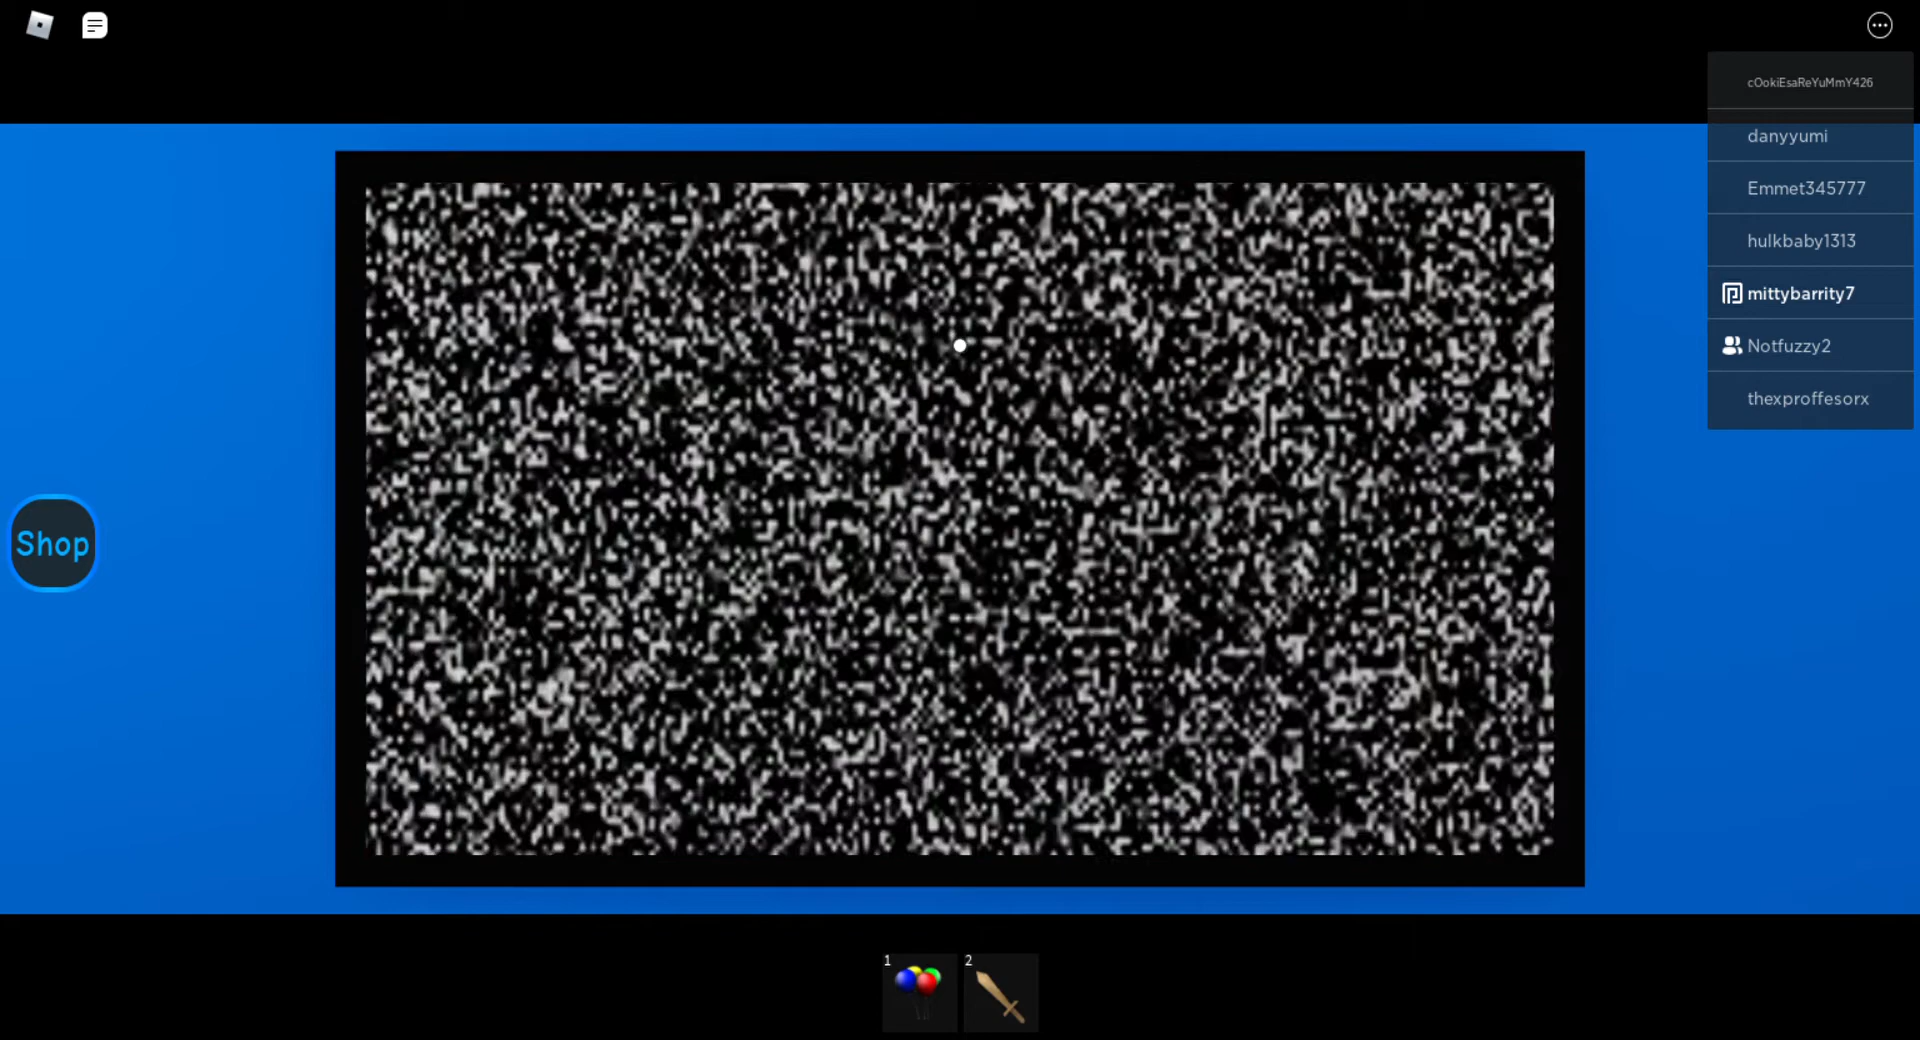 cOokiEsaReYuMmY426
danyyumi
Emmet345777
hulkbaby1313
mittybarrity7
Notfuzzy2
thexproffesorx
Shop
1
2